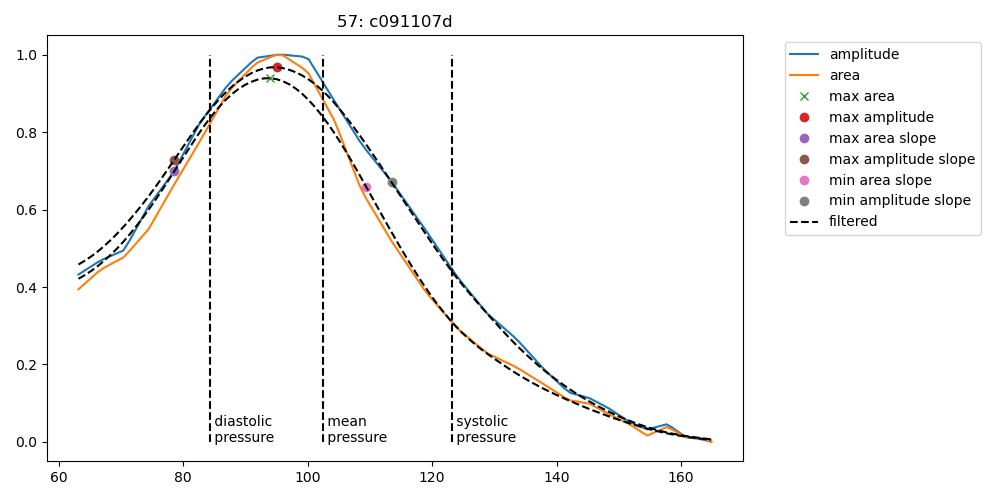 57: c091107d
1.0
0.8
0.6
0.4
0.2
0.0
60
80
100
120
140
160
diastolic
pressure
mean
pressure
systolic
pressure
amplitude
area
max area
max amplitude
max area slope
max amplitude slope
min area slope
min amplitude slope
filtered